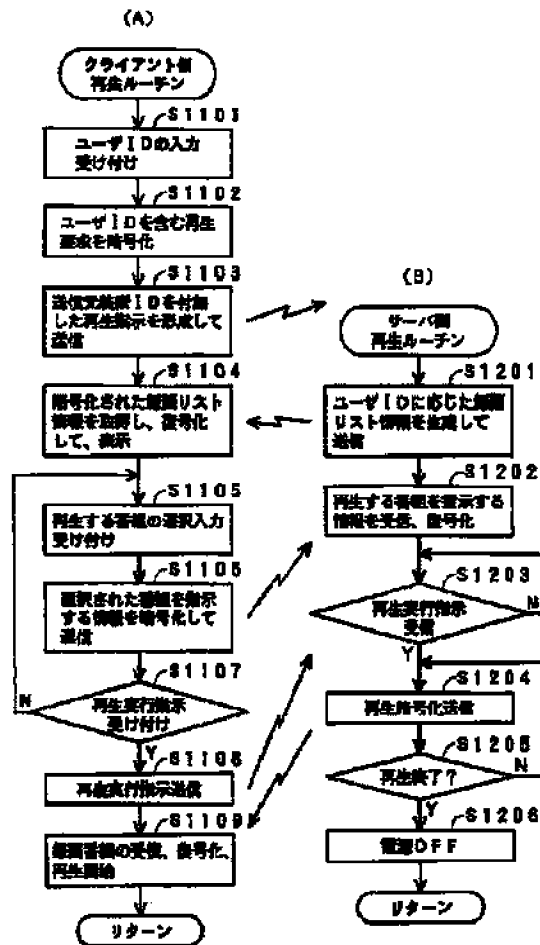 (A)
クライアント側
再生ルーチン
S1101
ユーザIDの入力
受け付け
S1102
ユーザIDを含む再生
要求を暗号化
S1103
送信元機器IDを付加
した再生指示を形成して
送信
S1104
暗号化された録画リスト
情報を取得し、復号化
して、表示
S1105
再生する番組の選択入力
受け付け
S1106
選択された番組を指示
する情報を暗号化して
送信
S1107
再生実行指示
受け付け
N
Y
S1108
再生実行指示送信
S1109
録画番組の受信、復号化、
再生開始
リターン
(B)
サーバ側
再生ルーチン
S1201
ユーザIDに応じた録画
リスト情報を生成して
送信
S1202
再生する番組を指示する
情報を受信、復号化
S1203
再生実行指示
受信
N
Y
S1204
再生暗号化送信
S1205
再生終了?
N
Y
S1206
電源OFF
リターン